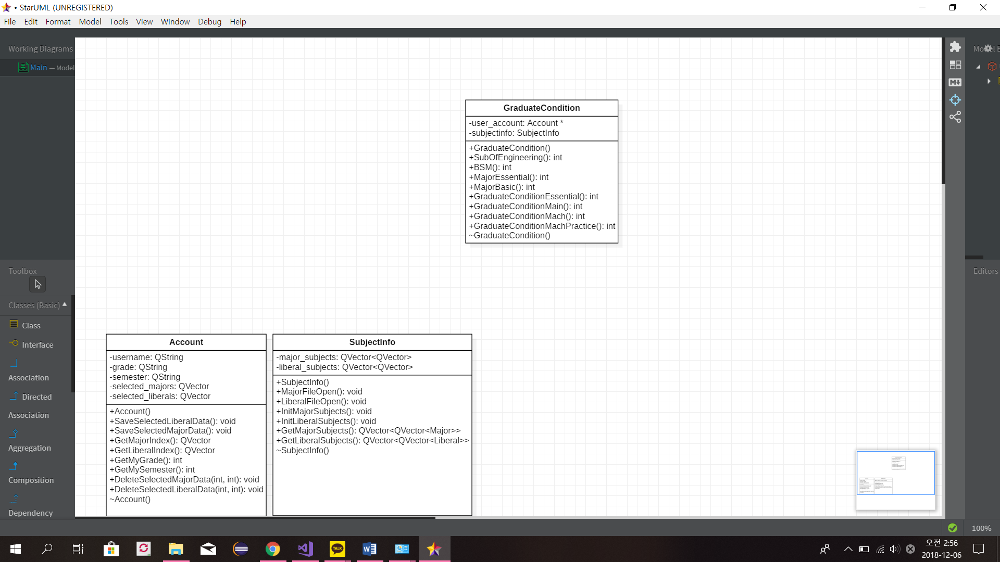 • StarUML (UNREGISTERED)
File Edit Format Model Tools View Window Debug Help
Working Diagrams
Main — Model
GraduateCondition
-user_account: Account *
-subjectinfo: SubjectInfo
+GraduateCondition()
+SubOfEngineering(): int
+BSM(): int
+MajorEssential(): int
+MajorBasic(): int
+GraduateConditionEssential(): int
+GraduateConditionMain(): int
+GraduateConditionMach(): int
+GraduateConditionMachPractice(): int
~GraduateCondition()
Toolbox
Classes (Basic)
Class
Interface
Association
Directed
Association
Aggregation
Composition
Dependency
Account
-username: QString
-grade: QString
-semester: QString
-selected_majors: QVector
-selected_liberals: QVector
+Account()
+SaveSelectedLiberalData(): void
+SaveSelectedMajorData(): void
+GetMajorIndex(): QVector
+GetLiberalIndex(): QVector
+GetMyGrade(): int
+GetMySemester(): int
+DeleteSelectedMajorData(int, int): void
+DeleteSelectedLiberalData(int, int): void
~Account()
SubjectInfo
-major_subjects: QVector<QVector>
-liberal_subjects: QVector<QVector>
+SubjectInfo()
+MajorFileOpen(): void
+LiberalFileOpen(): void
+InitMajorSubjects(): void
+InitLiberalSubjects(): void
+GetMajorSubjects(): QVector<QVector<Major>>
+GetLiberalSubjects(): QVector<QVector<Liberal>>
~SubjectInfo()
M↓
Editors
100%
TALK
오전 2:56
2018-12-06